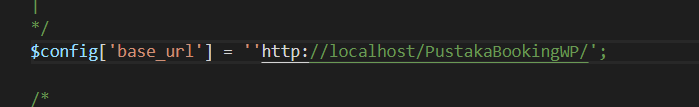 |
*/
$config['base_url'] = ''http://localhost/PustakaBookingWP/';
/*